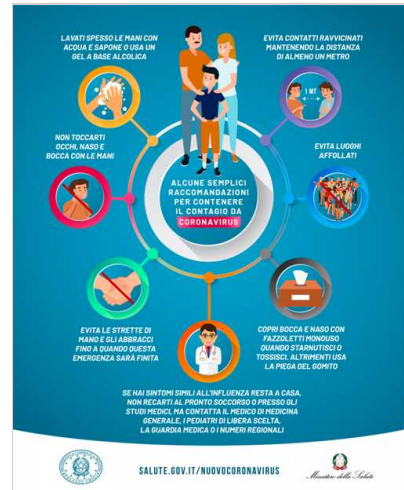 LAVATI SPESSO LE MANI CON
ACQUA E SAPONE O USA UN
GEL A BASE ALCOLICA
EVITA CONTATTI RAVVICINATI
MANTENENDO LA DISTANZA
DI ALMENO UN METRO
1 MT
NON TOCCARTI
OCCHI, NASO E
BOCCA CON LE MANI
EVITA LUOGHI
AFFOLLATI
ALCUNE SEMPLICI
RACCOMANDAZIONI
PER CONTENERE
IL CONTAGIO DA
CORONAVIRUS
EVITA LE STRETTE DI
MANO E GLI ABBRACCI
FINO A QUANDO QUESTA
EMERGENZA SARÀ FINITA
COPRI BOCCA E NASO CON
FAZZOLETTI MONOUSO
QUANDO STARNUTISCI O
TOSSISCI. ALTRIMENTI USA
LA PIEGA DEL GOMITO
SE HAI SINTOMI SIMILI ALL'INFLUENZA RESTA A CASA,
NON RECARTI AL PRONTO SOCCORSO O PRESSO GLI
STUDI MEDICI, MA CONTATTA IL MEDICO DI MEDICINA
GENERALE, I PEDIATRI DI LIBERA SCELTA,
LA GUARDIA MEDICA O I NUMERI REGIONALI
SALUTE.GOV.IT/NUOVOCORONAVIRUS
Ministero della Salute